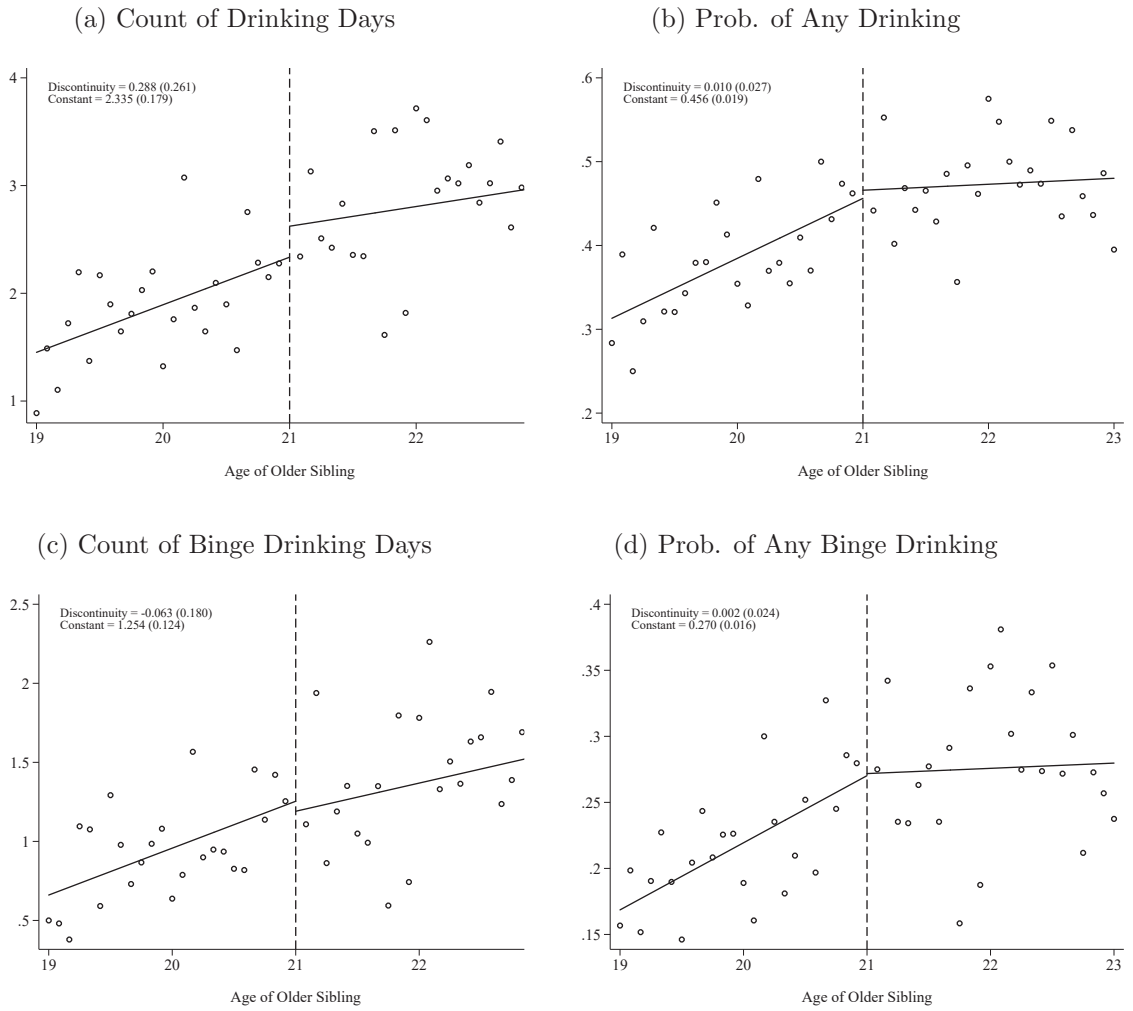 (a) Count of Drinking Days
Discontinuity = 0.288 (0.261)
Constant = 2.335 (0.179)
4
3
2
1
19
20
21
22
Age of Older Sibling
(b) Prob. of Any Drinking
Discontinuity = 0.010 (0.027)
Constant = 0.456 (0.019)
.6
.5
.4
.3
.2
19
20
21
22
23
Age of Older Sibling
(c) Count of Binge Drinking Days
Discontinuity = -0.063 (0.180)
Constant = 1.254 (0.124)
2.5
2
1.5
1
.5
19
20
21
22
Age of Older Sibling
(d) Prob. of Any Binge Drinking
Discontinuity = 0.002 (0.024)
Constant = 0.270 (0.016)
.4
.35
.3
.25
.2
.15
19
20
21
22
23
Age of Older Sibling